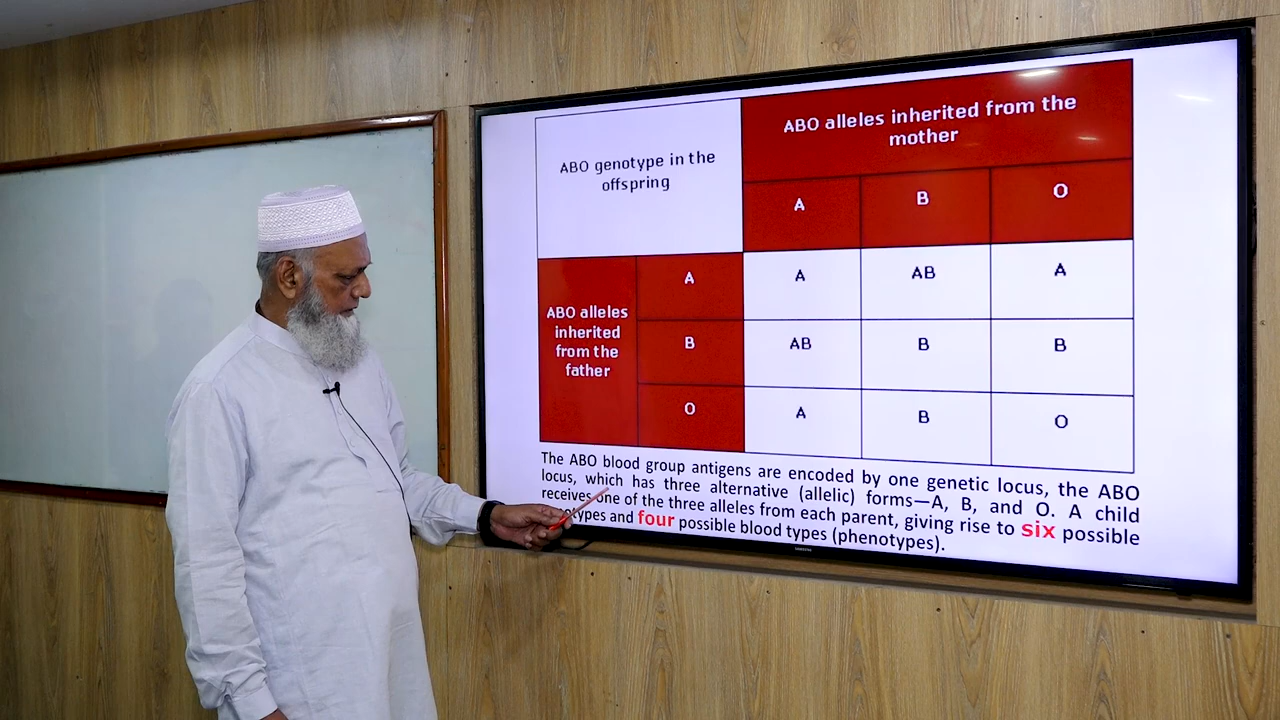 ABO genotype in the
offspring
ABO alleles inherited from the
mother
A B O
ABO alleles
inherited
from the
father
A A AB A
B AB B B
O A B O
The ABO blood group antigens are encoded by one genetic locus, the ABO
locus, which has three alternative (allelic) forms—A, B, and O. A child
receives one of the three alleles from each parent, giving rise to six possible
and four possible blood types (phenotypes).
SAMSUNG